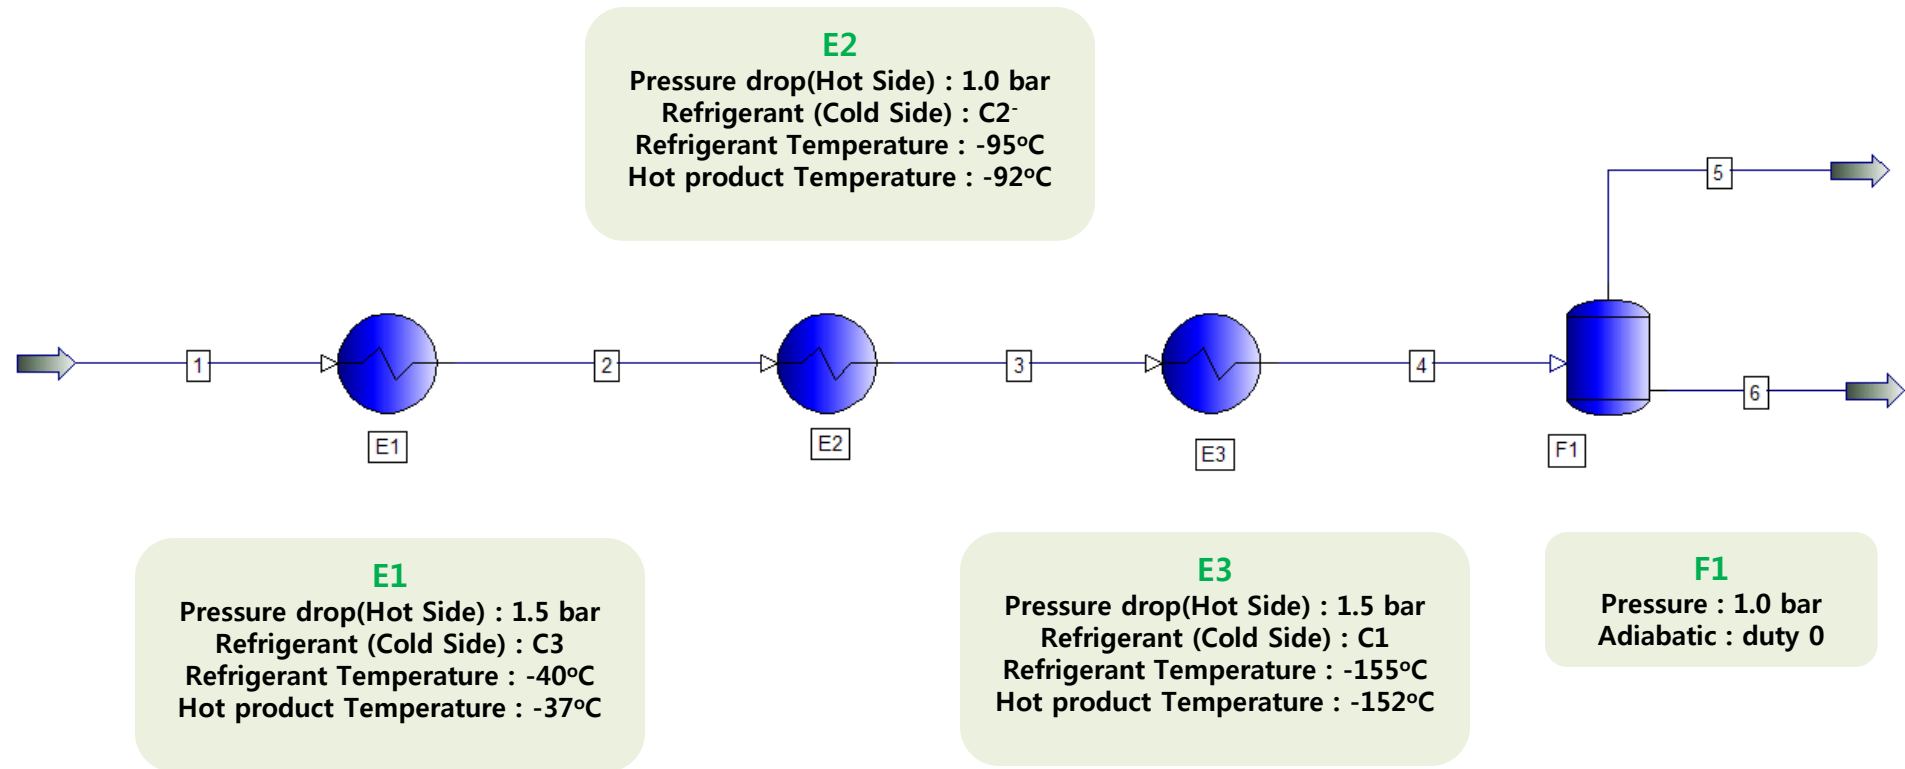 E2
Pressure drop(Hot Side) : 1.0 bar
Refrigerant (Cold Side) : C2⁻
Refrigerant Temperature : -95ºC
Hot product Temperature : -92ºC
5
1
2
3
4
6
E1
E2
E3
F1
E1
Pressure drop(Hot Side) : 1.5 bar
Refrigerant (Cold Side) : C3
Refrigerant Temperature : -40ºC
Hot product Temperature : -37ºC
E3
Pressure drop(Hot Side) : 1.5 bar
Refrigerant (Cold Side) : C1
Refrigerant Temperature : -155ºC
Hot product Temperature : -152ºC
F1
Pressure : 1.0 bar
Adiabatic : duty 0